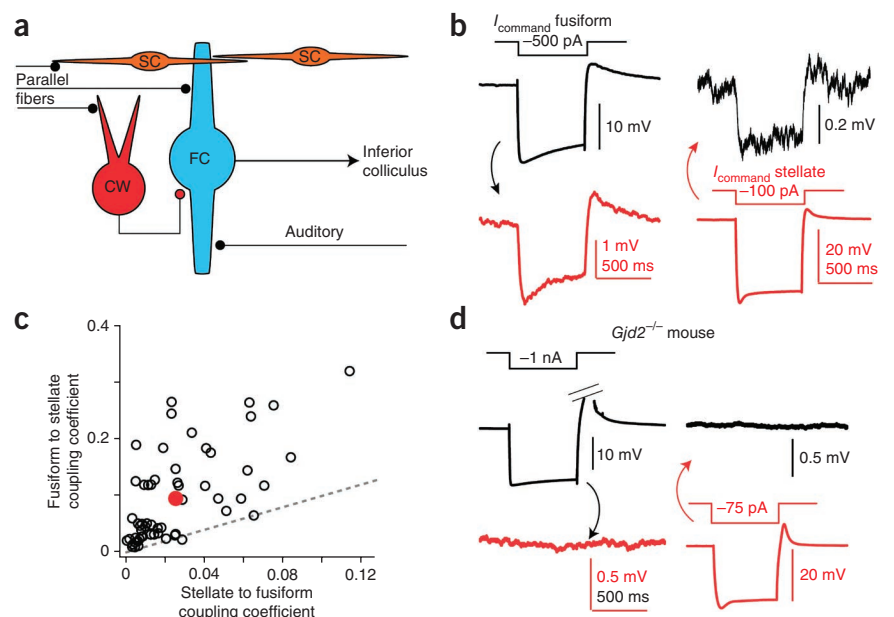 a
SC
SC
Parallel
fibers
CW
FC
Inferior
colliculus
Auditory
b
Icommand fusiform
−500 pA
10 mV
0.2 mV
Icommand stellate
−100 pA
1 mV
500 ms
20 mV
500 ms
c
Fusiform to stellate
coupling coefficient
0.4
0.2
0
0
0.04
0.08
0.12
Stellate to fusiform
coupling coefficient
d
Gjd2−/− mouse
−1 nA
10 mV
0.5 mV
−75 pA
0.5 mV
500 ms
20 mV